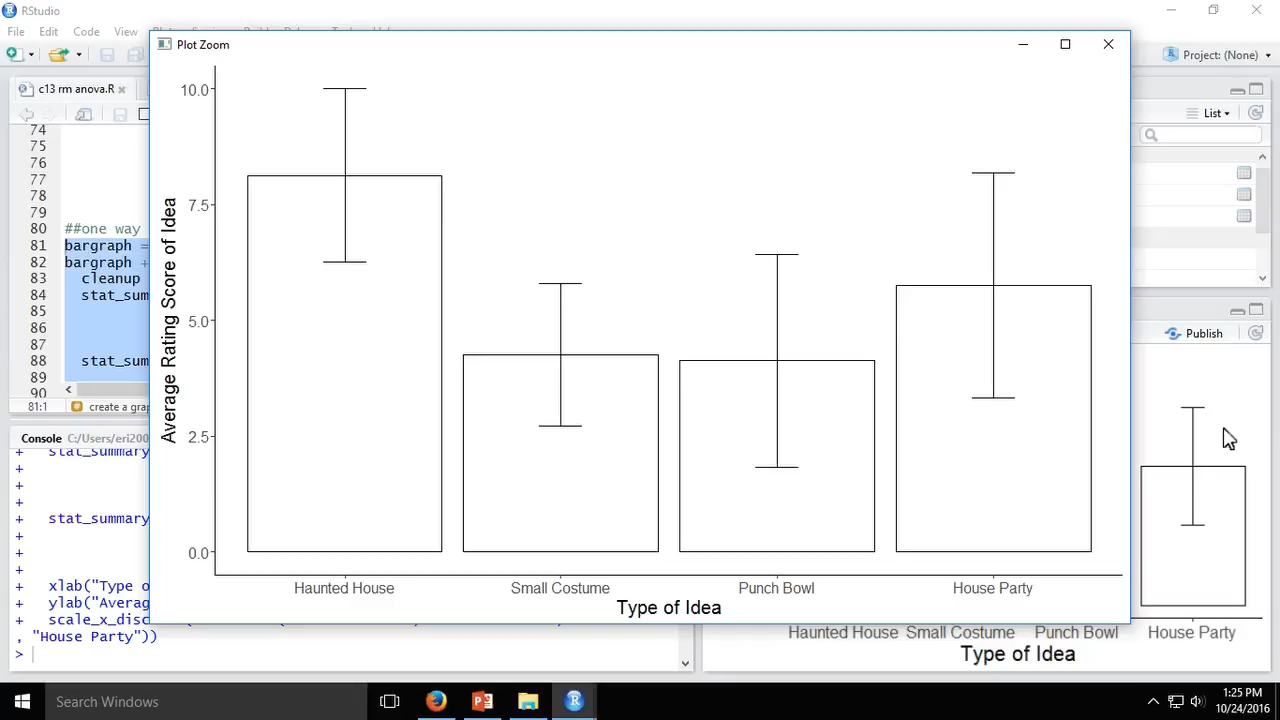 RStudio
File Edit Code View
Project: (None)
Plot Zoom
c13 rm anova.R
List
74
75
76
77
78
79
80 ##one way
81 bargraph =
82 bargraph +
83 cleanup
84 stat_sum
85
86
87
88 stat_summ
89
90
81:1 create a grap
Console C:/Users/eri200
+ stat_summary
+
+
+
+ stat_summary
+
+
+
+ xlab("Type o
+ ylab("Averag
+ scale_x_disc
, "House Party"))
>
Average Rating Score of Idea
10.0
7.5
5.0
2.5
0.0
Haunted House Small Costume Punch Bowl House Party
Type of Idea
Publish
Haunted House Small Costume Punch Bowl House Party
Type of Idea
Search Windows
1:25 PM
10/24/2016